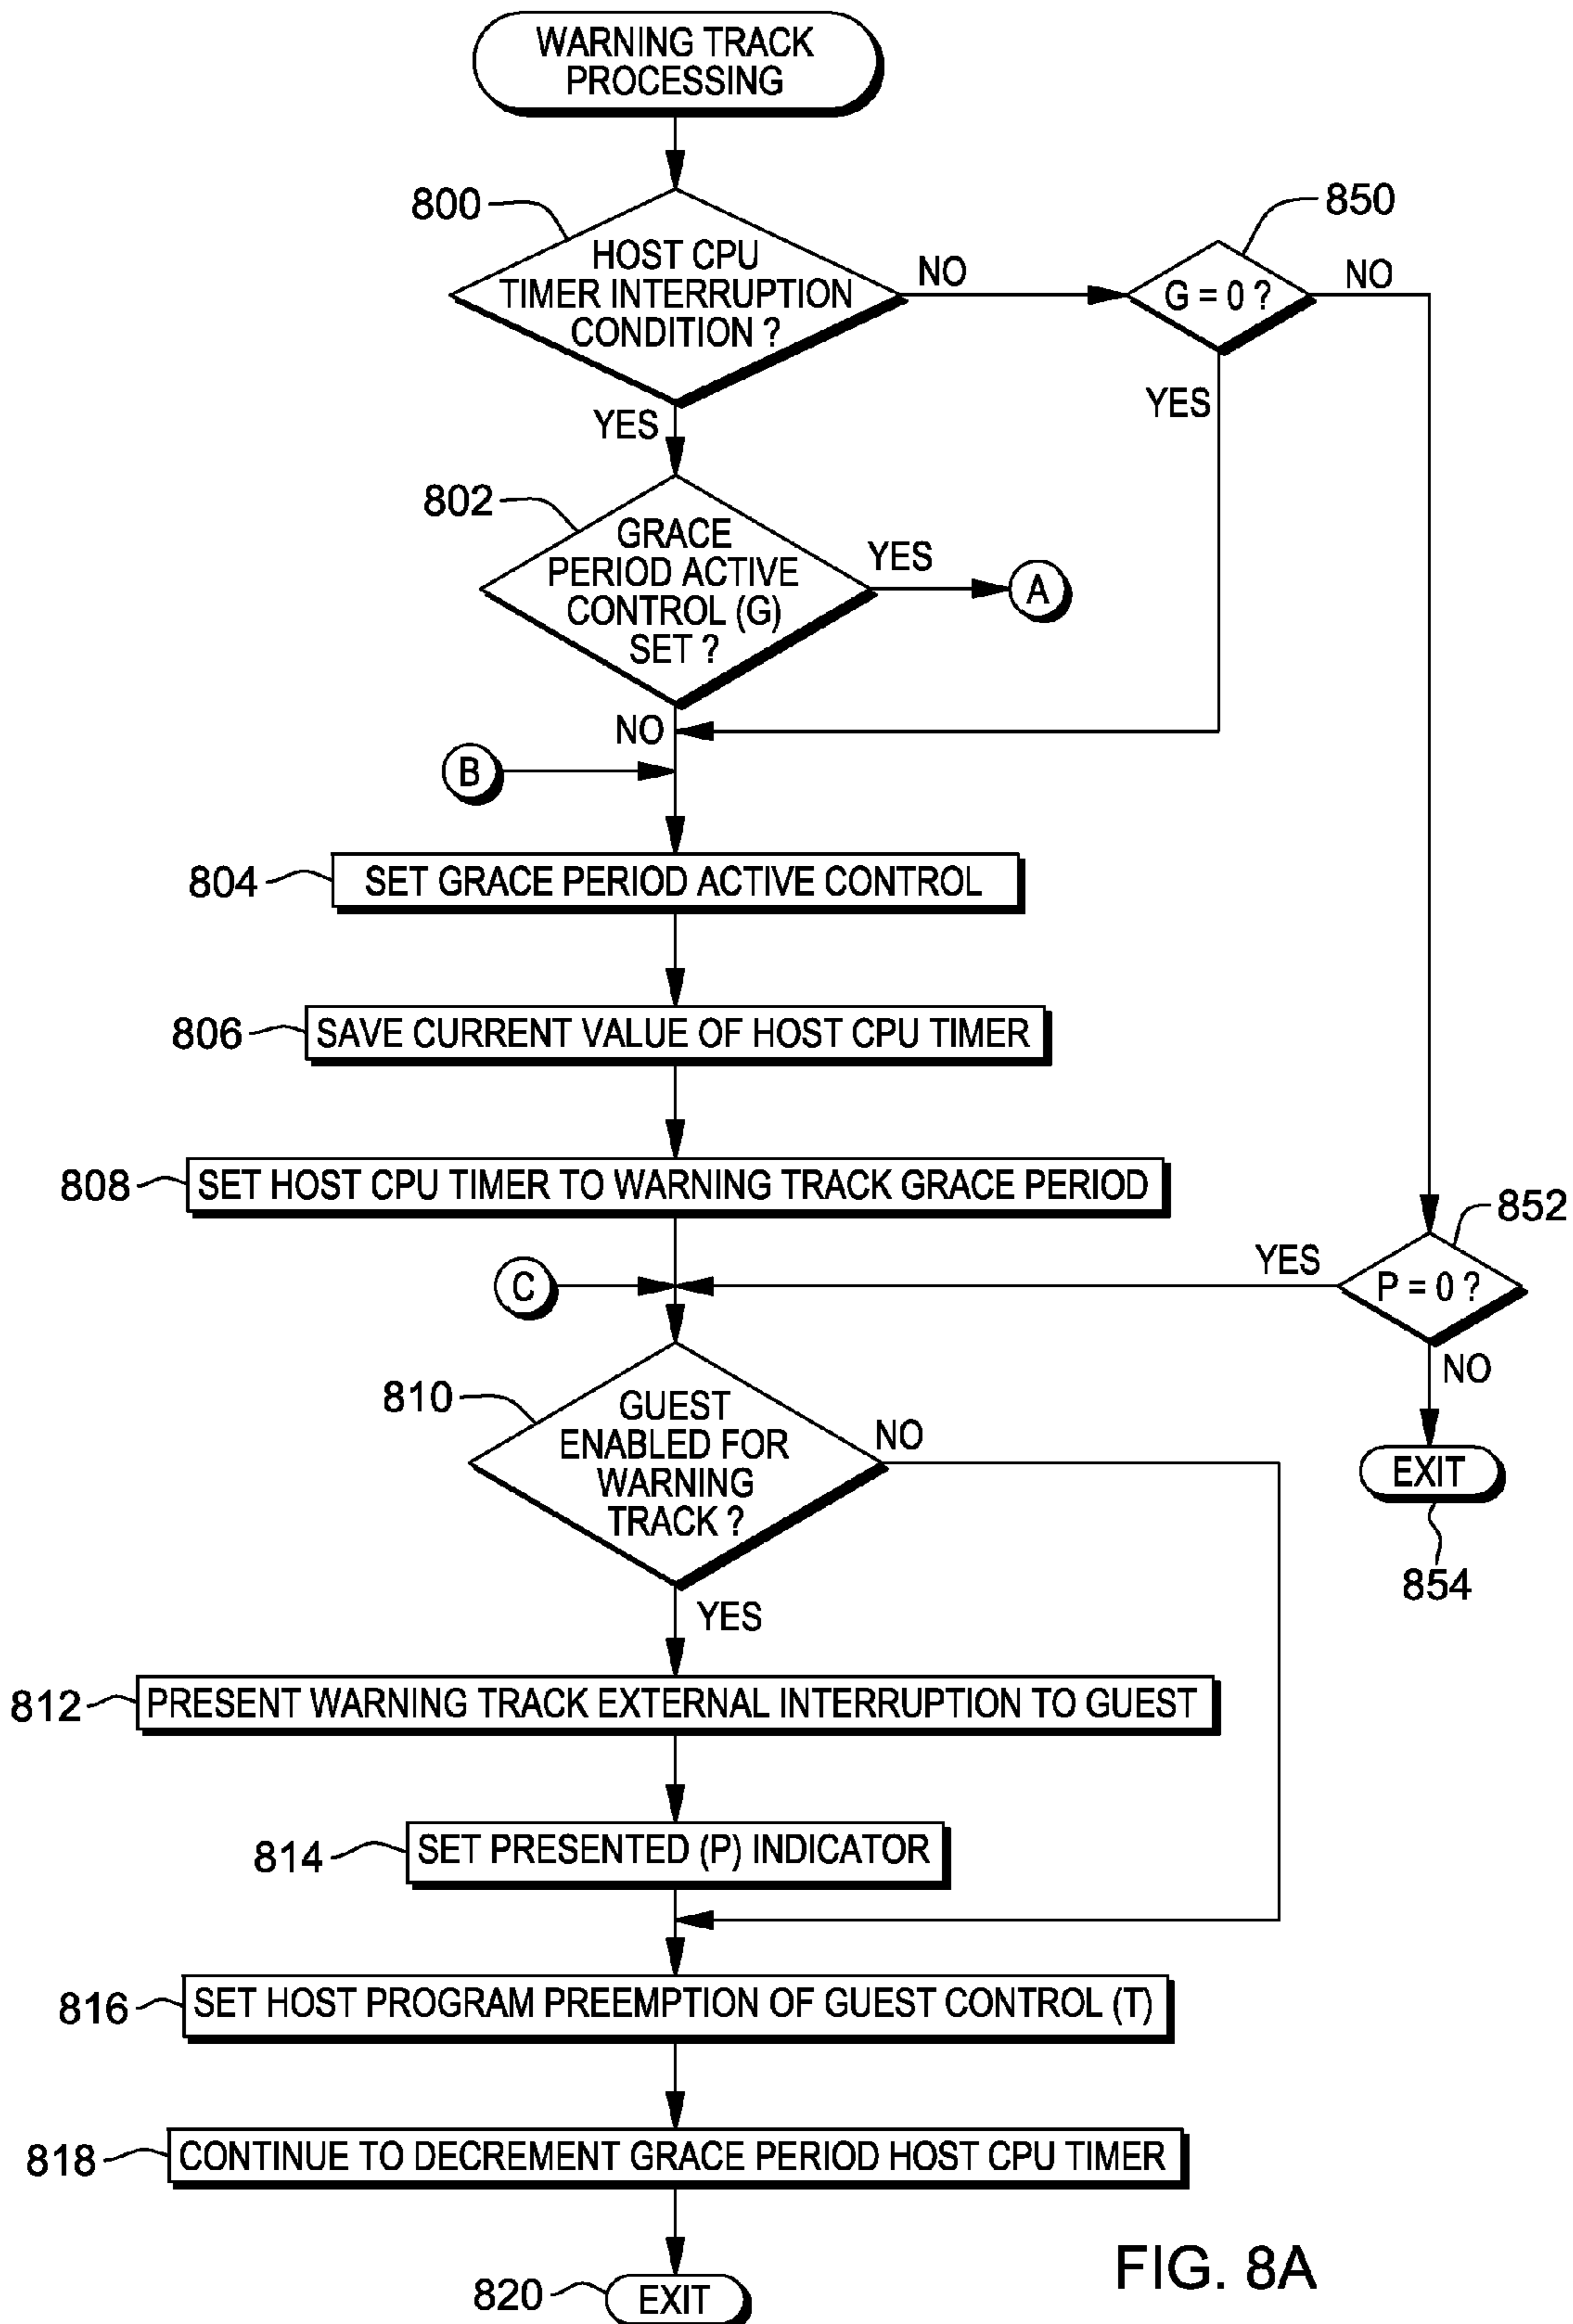 WARNING TRACK
PROCESSING
800
HOST CPU
TIMER INTERRUPTION
CONDITION ?
NO
850
G = 0 ?
NO
YES
YES
802
GRACE
PERIOD ACTIVE
CONTROL (G)
SET ?
YES
A
NO
B
804
SET GRACE PERIOD ACTIVE CONTROL
806
SAVE CURRENT VALUE OF HOST CPU TIMER
808
SET HOST CPU TIMER TO WARNING TRACK GRACE PERIOD
852
C
YES
P = 0 ?
NO
810
GUEST
ENABLED FOR
WARNING
TRACK ?
NO
EXIT
854
YES
812
PRESENT WARNING TRACK EXTERNAL INTERRUPTION TO GUEST
814
SET PRESENTED (P) INDICATOR
816
SET HOST PROGRAM PREEMPTION OF GUEST CONTROL (T)
818
CONTINUE TO DECREMENT GRACE PERIOD HOST CPU TIMER
820
EXIT
FIG. 8A